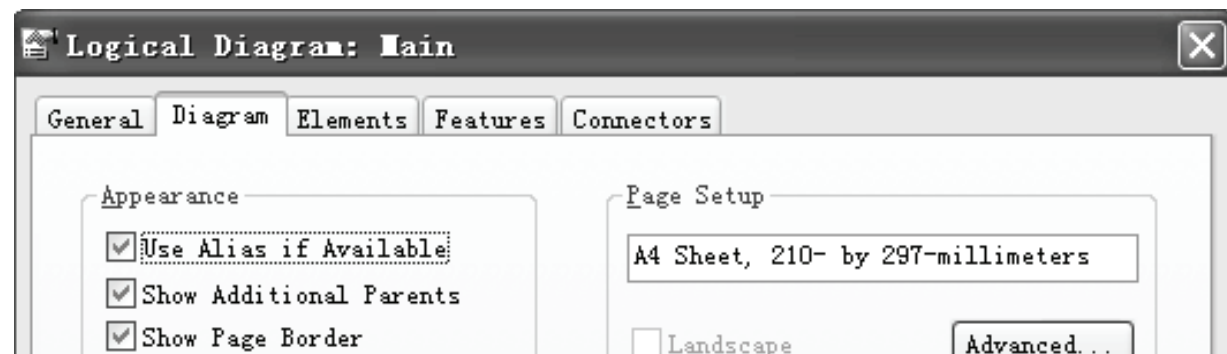 Logical Diagram: Main
General Diagram Elements Features Connectors
Appearance
Use Alias if Available
Show Additional Parents
Show Page Border
Page Setup
A4 Sheet, 210- by 297-millimeters
Landscape
Advanced...